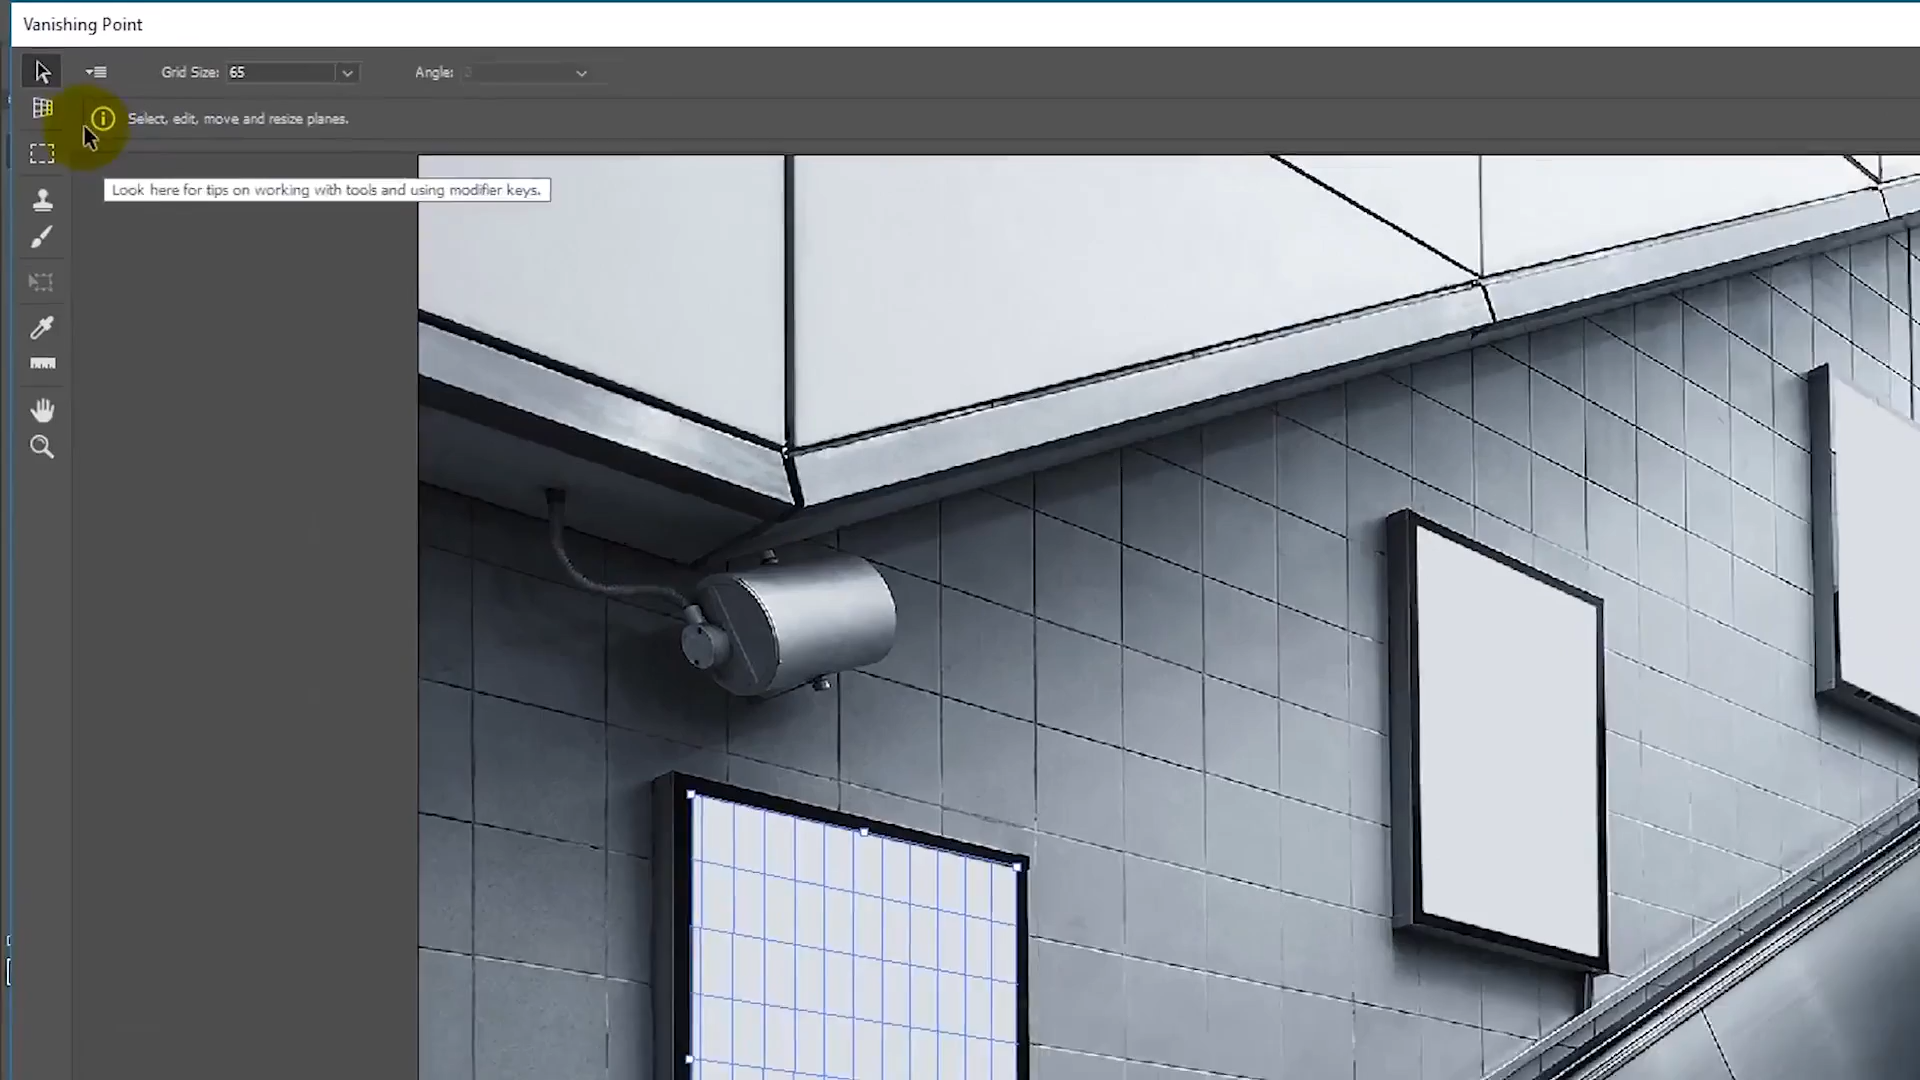 Vanishing Point
Grid Size: 65
Angle:
Select, edit, move and resize planes.
Look here for tips on working with tools and using modifier keys.